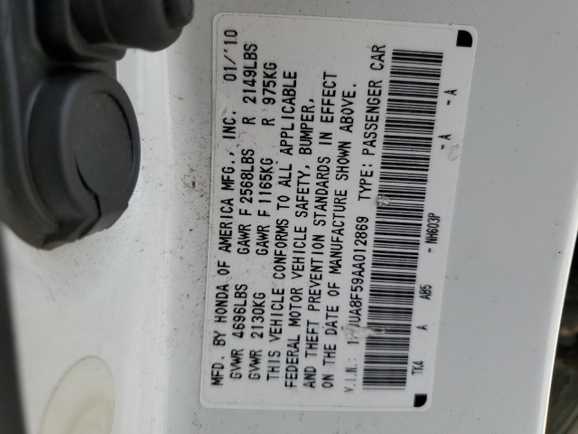 MFD. BY HONDA OF AMERICA MFG., INC. 01/10
GVWR 4696LBS GAWR F 2568LBS R 2149LBS
GVWR 2130KG GAWR F 1165KG R 975KG
THIS VEHICLE CONFORMS TO ALL APPLICABLE
FEDERAL MOTOR VEHICLE SAFETY, BUMPER,
AND THEFT PREVENTION STANDARDS IN EFFECT
ON THE DATE OF MANUFACTURE SHOWN ABOVE.
V.I.N.: TYPE: PASSENGER CAR
TK4 A AB5 - NH603P - A - A